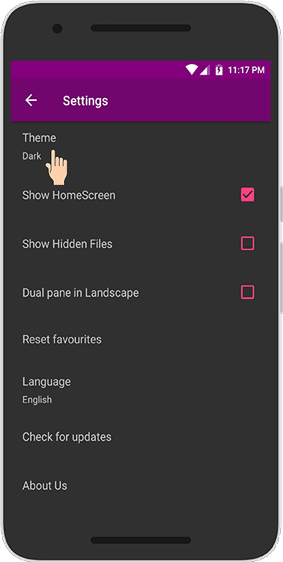 11:17 PM
Settings
Theme
Dark
Show HomeScreen
Show Hidden Files
Dual pane in Landscape
Reset favourites
Language
English
Check for updates
About Us